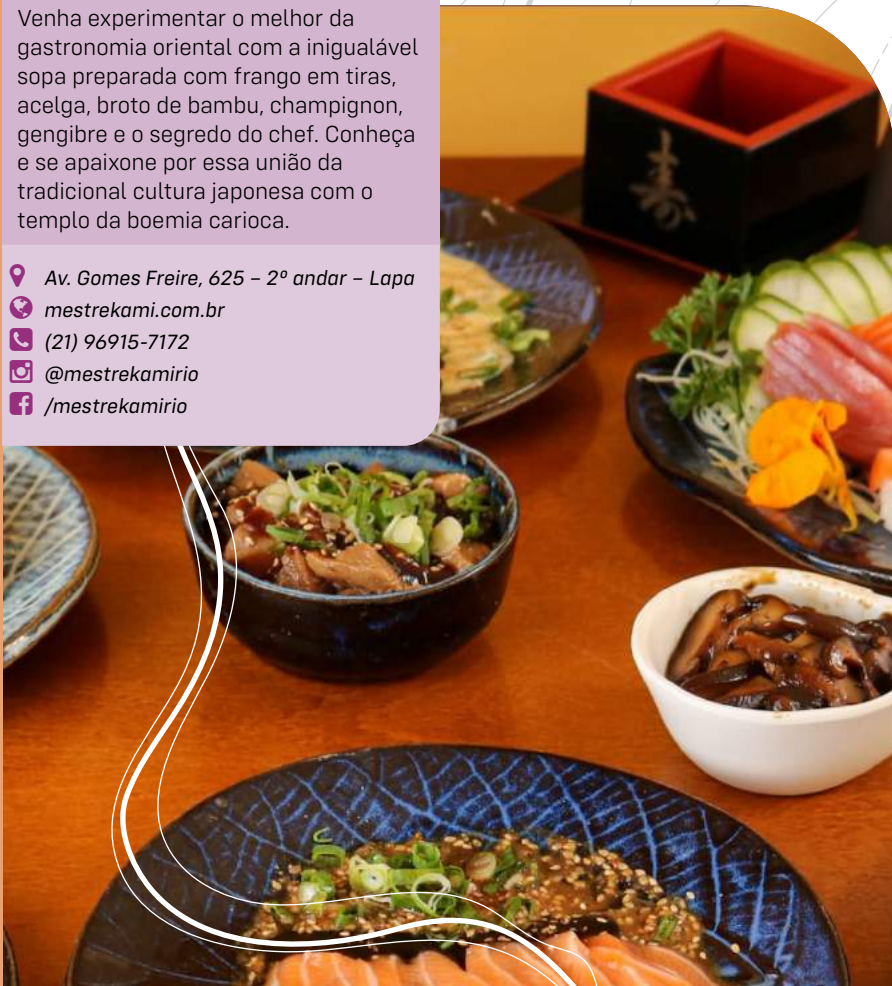 Venha experimentar o melhor da
gastronomia oriental com a inigualável
sopa preparada com frango em tiras,
acelga, broto de bambu, champignon,
gengibre e o segredo do chef. Conheça
e se apaixone por essa união da
tradicional cultura japonesa com o
templo da boemia carioca.
Av. Gomes Freire, 625 – 2º andar – Lapa
mestrekami.com.br
(21) 96915-7172
@mestrekamirio
/mestrekamirio
寿